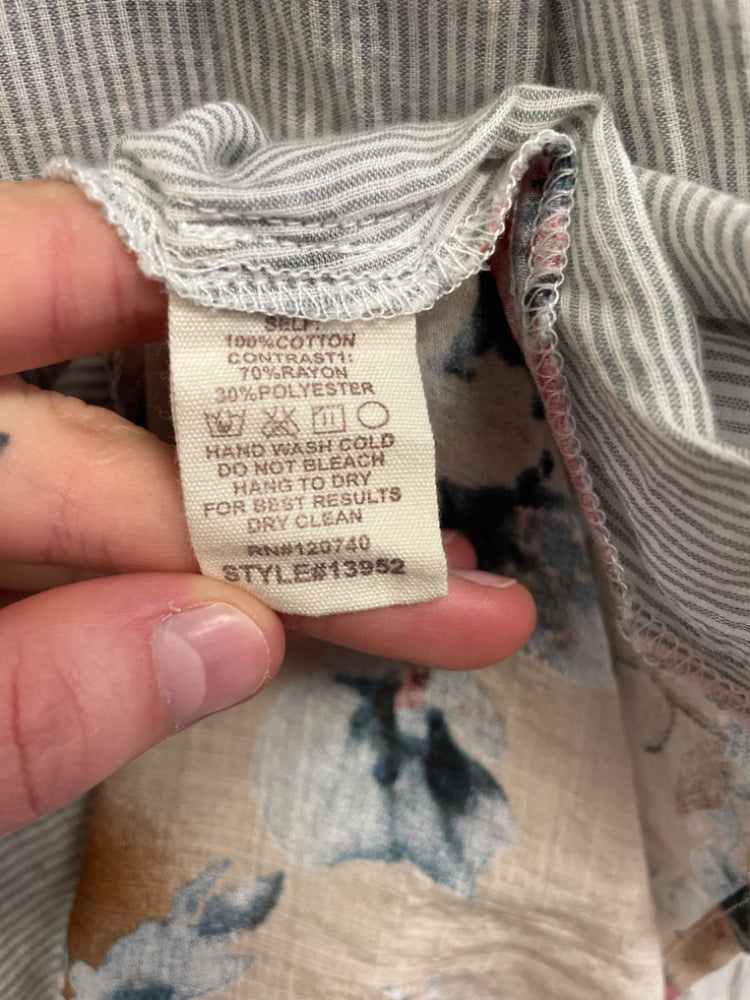 SELF:
100%COTTON
CONTRAST1:
70%RAYON
30%POLYESTER
HAND WASH COLD
DO NOT BLEACH
HANG TO DRY
FOR BEST RESULTS
DRY CLEAN
RN#120740
STYLE#13952